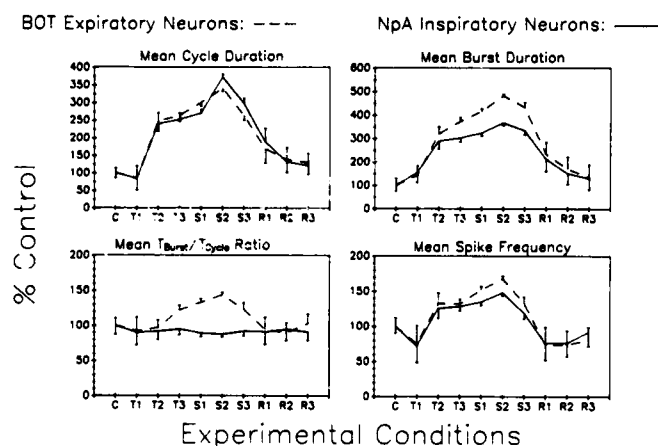 BOT Expiratory Neurons:
NpA Inspiratory Neurons:
Mean Cycle Duration
Mean Burst Duration
400
350
300
250
200
150
100
50
0
C T1 T2 T3 S1 S2 S3 R1 R2 R3
600
500
400
300
200
100
0
C T1 T2 T3 S1 S2 S3 R1 R2 R3
% Control
Mean TBurst/TCycle Ratio
Mean Spike Frequency
200
150
100
50
0
C T1 T2 T3 S1 S2 S3 R1 R2 R3
200
150
100
50
0
C T1 T2 T3 S1 S2 S3 R1 R2 R3
Experimental Conditions